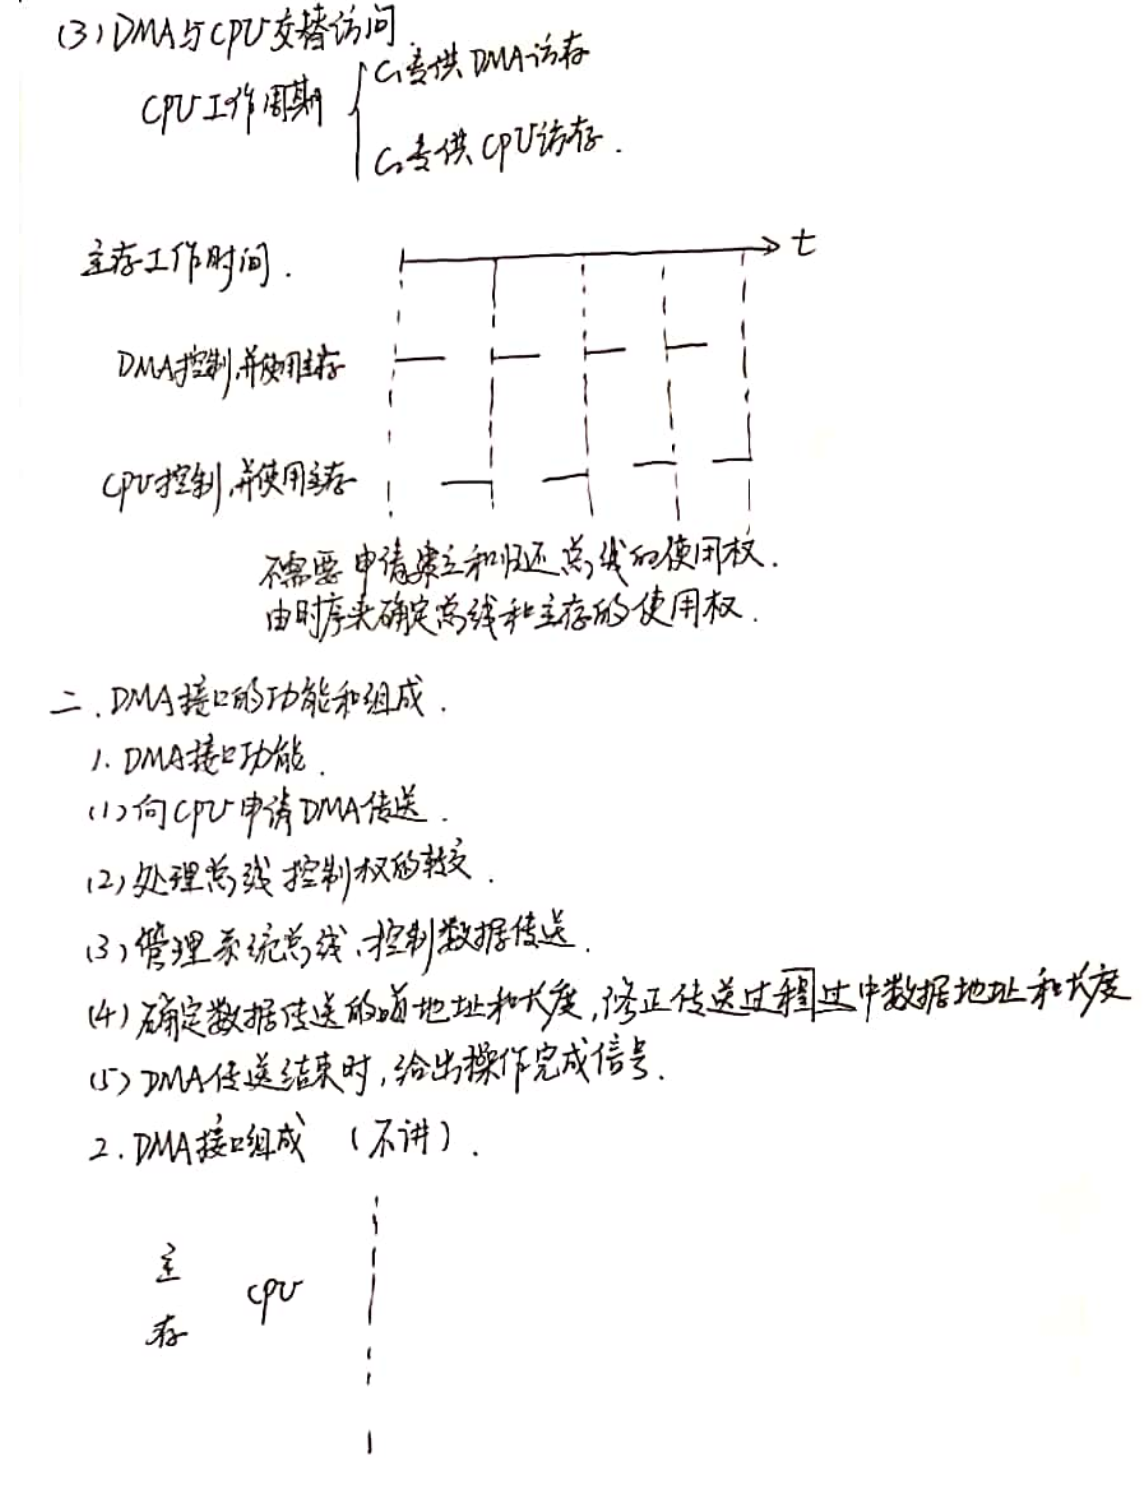 (3) DMA与CPU交替访问
CPU工作周期
C₁专供DMA访存
C₂专供CPU访存.
主存工作时间.
t
DMA控制并使用主存
CPU控制并使用主存
不需要申请建立和归还总线的使用权.
由时序来确定总线和主存的使用权.
二. DMA接口的功能和组成.
1. DMA接口功能.
(1) 向CPU申请DMA传送.
(2) 处理总线控制权的转交.
(3) 管理系统总线、控制数据传送.
(4) 确定数据传送的首地址和长度,修正传送过程过中数据地址和长度
(5) DMA传送结束时,给出操作完成信号.
2. DMA接口组成 (不讲).
主存
CPU